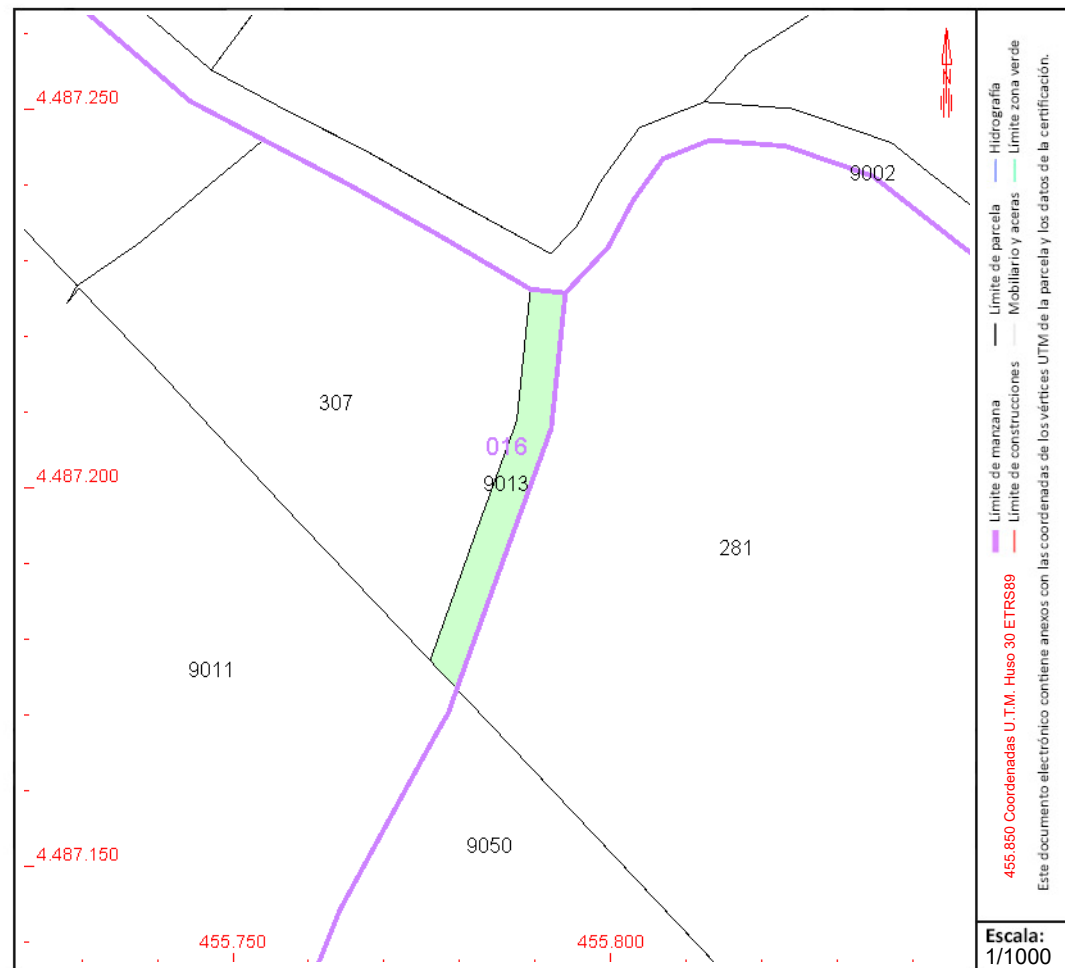 4.487.250
9002
307
016
4.487.200
9013
281
9011
9050
4.487.150
455.750
455.800
N
Límite de manzana
Límite de parcela
Hidrografía
Límite de construcciones
Mobiliario y aceras
Límite zona verde
455.850 Coordenadas U.T.M. Huso 30 ETRS89
Este documento electrónico contiene anexos con las coordenadas de los vértices UTM de la parcela y los datos de la certificación.
Escala:
1/1000